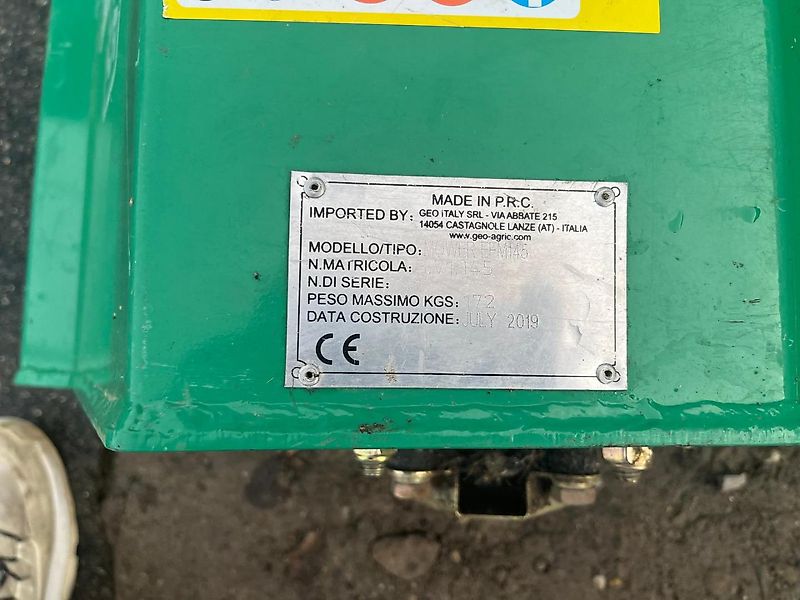 MADE IN P.R.C.
IMPORTED BY: GEO ITALY SRL - VIA ABBATE 215
14054 CASTAGNOLE LANZE (AT) - ITALIA
www.geo-agric.com
MODELLO/TIPO:
N.MATRICOLA:
N.DI SERIE:
PESO MASSIMO KGS: 172
DATA COSTRUZIONE: JULY 2019
CE